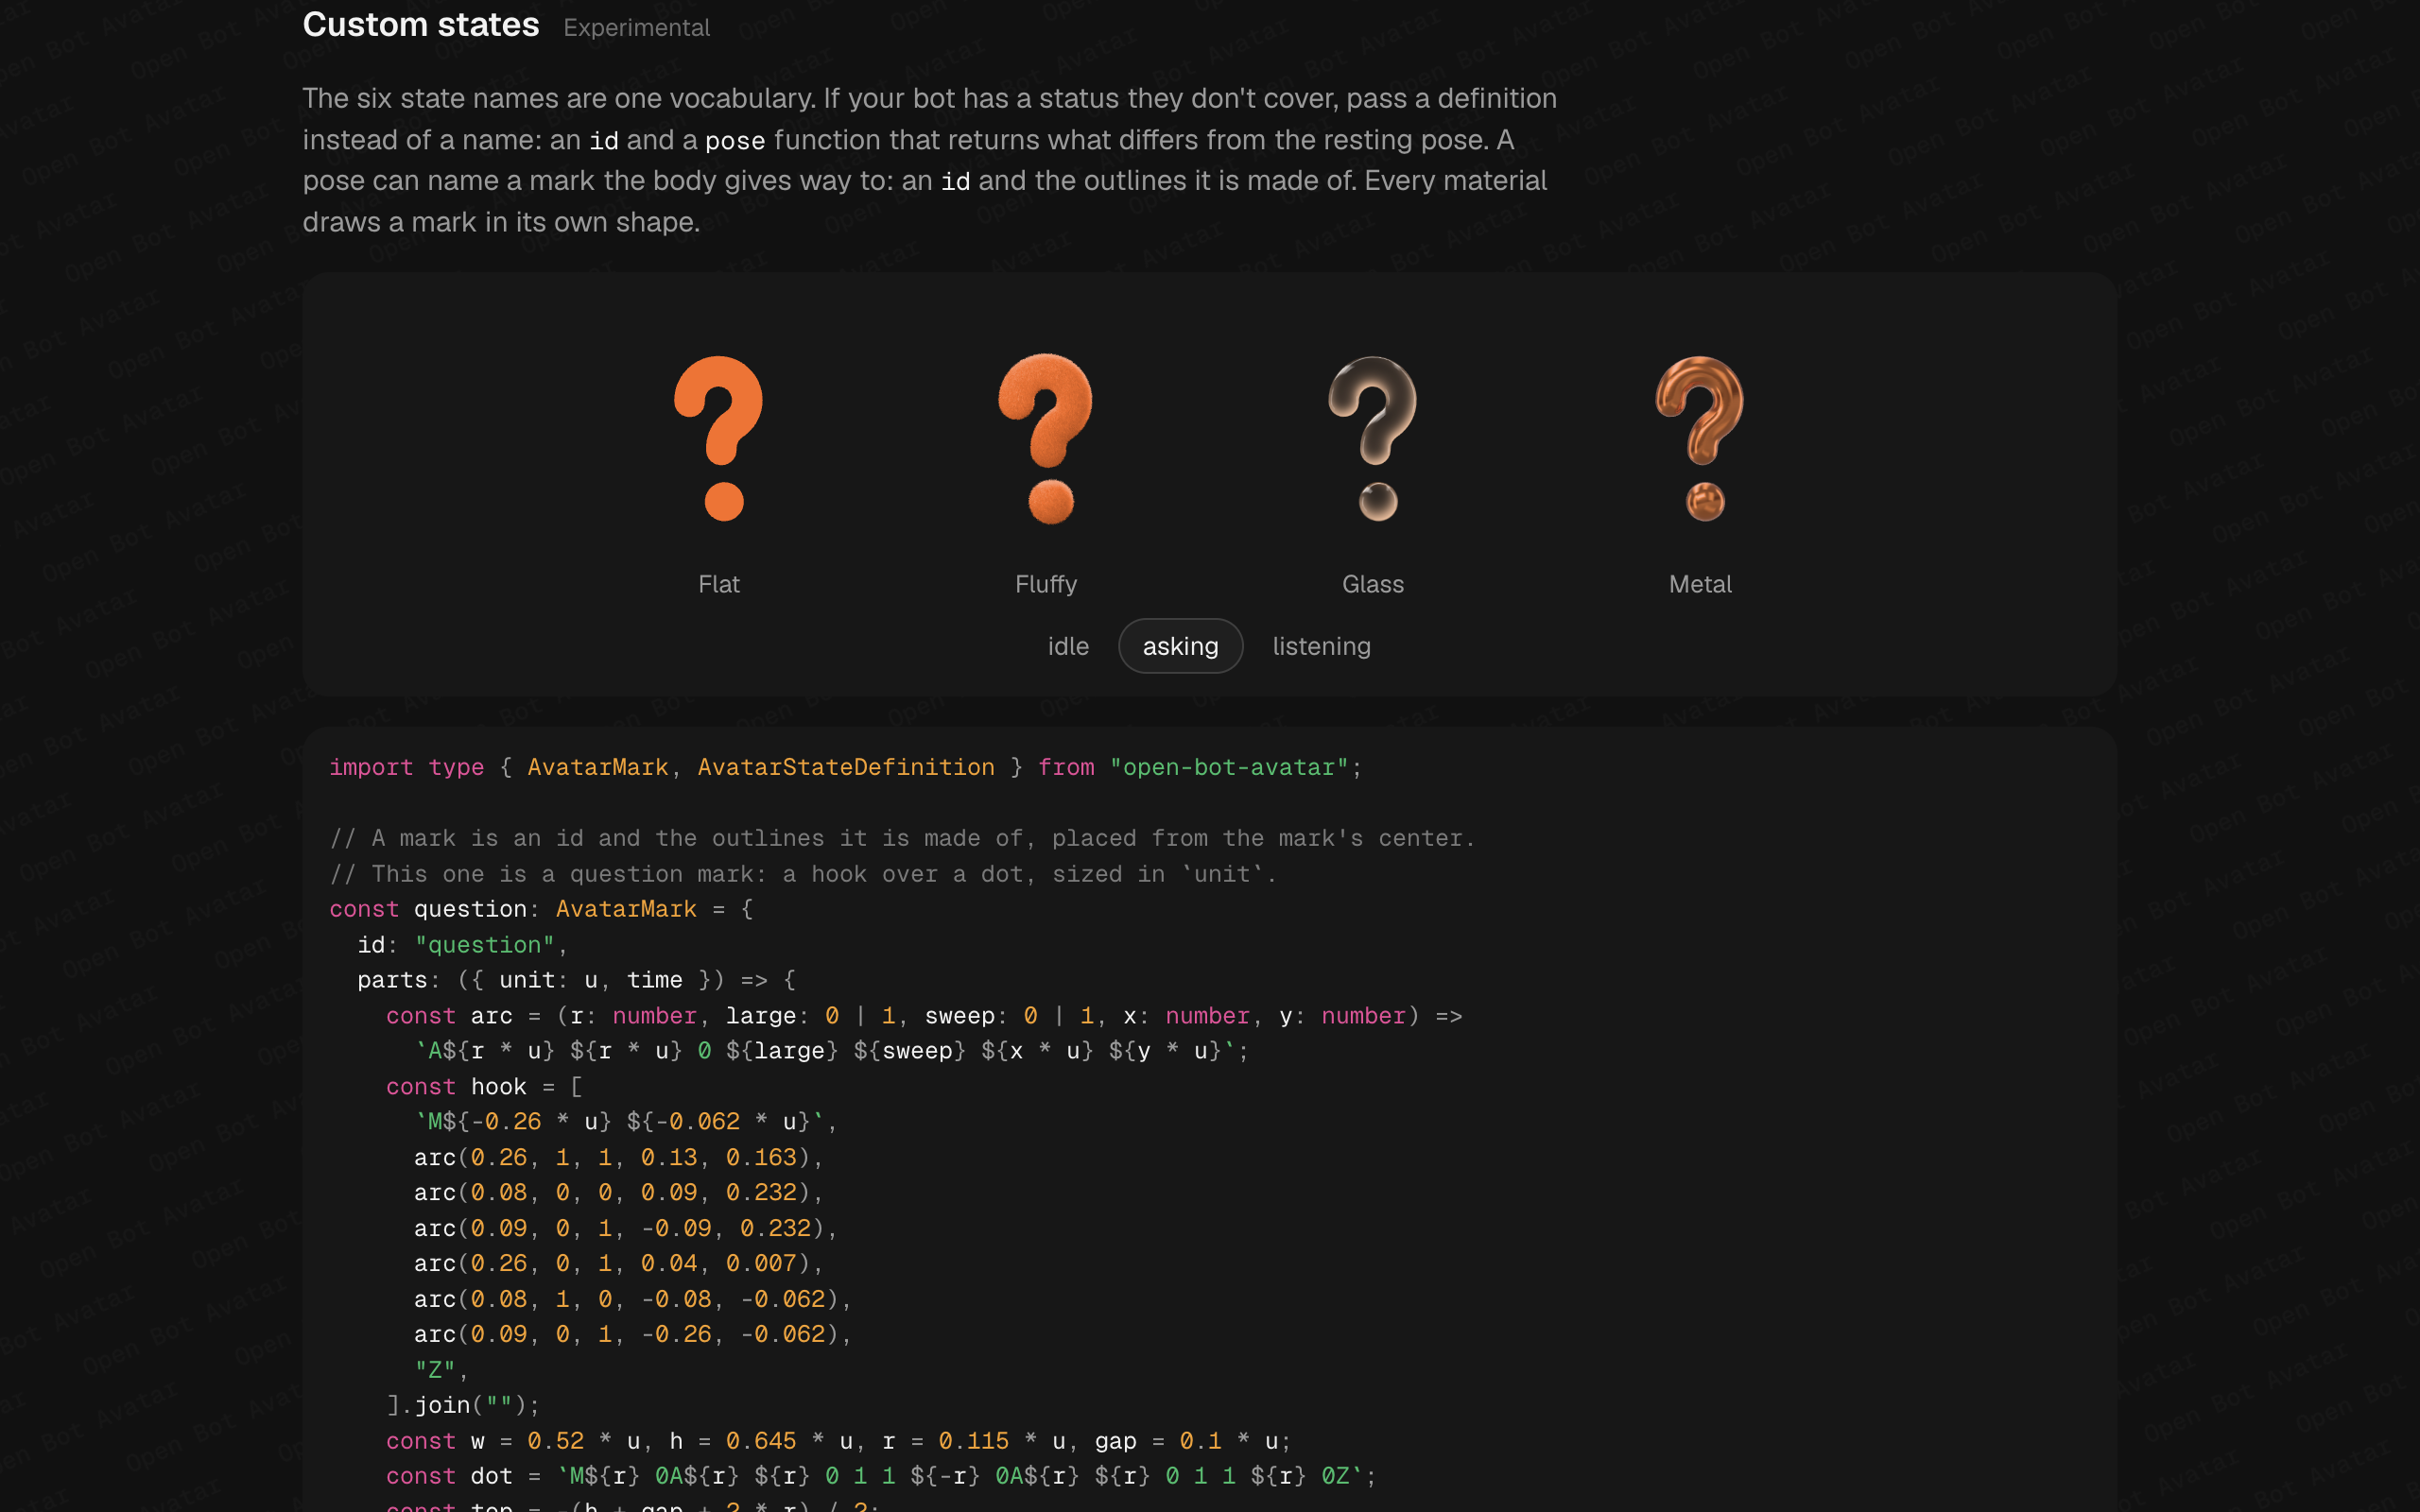 Custom states Experimental
The six state names are one vocabulary. If your bot has a status they don't cover, pass a definition
instead of a name: an id and a pose function that returns what differs from the resting pose. A
pose can name a mark the body gives way to: an id and the outlines it is made of. Every material
draws a mark in its own shape.
Flat Fluffy Glass Metal
idle asking listening
import type { AvatarMark, AvatarStateDefinition } from "open-bot-avatar";
// A mark is an id and the outlines it is made of, placed from the mark's center.
// This one is a question mark: a hook over a dot, sized in `unit`.
const question: AvatarMark = {
  id: "question",
  parts: ({ unit: u, time }) => {
    const arc = (r: number, large: 0 | 1, sweep: 0 | 1, x: number, y: number) =>
      `A${r * u} ${r * u} 0 ${large} ${sweep} ${x * u} ${y * u}`;
    const hook = [
      `M${-0.26 * u} ${-0.062 * u}`,
      arc(0.26, 1, 1, 0.13, 0.163),
      arc(0.08, 0, 0, 0.09, 0.232),
      arc(0.09, 0, 1, -0.09, 0.232),
      arc(0.26, 0, 1, 0.04, 0.007),
      arc(0.08, 1, 0, -0.08, -0.062),
      arc(0.09, 0, 1, -0.26, -0.062),
      "Z",
    ].join("");
    const w = 0.52 * u, h = 0.645 * u, r = 0.115 * u, gap = 0.1 * u;
    const dot = `M${r} 0A${r} ${r} 0 1 1 ${-r} 0A${r} ${r} 0 1 1 ${r} 0Z`;
    const top = -(h + gap + 2 * r) / 2;
Open Bot Avatar